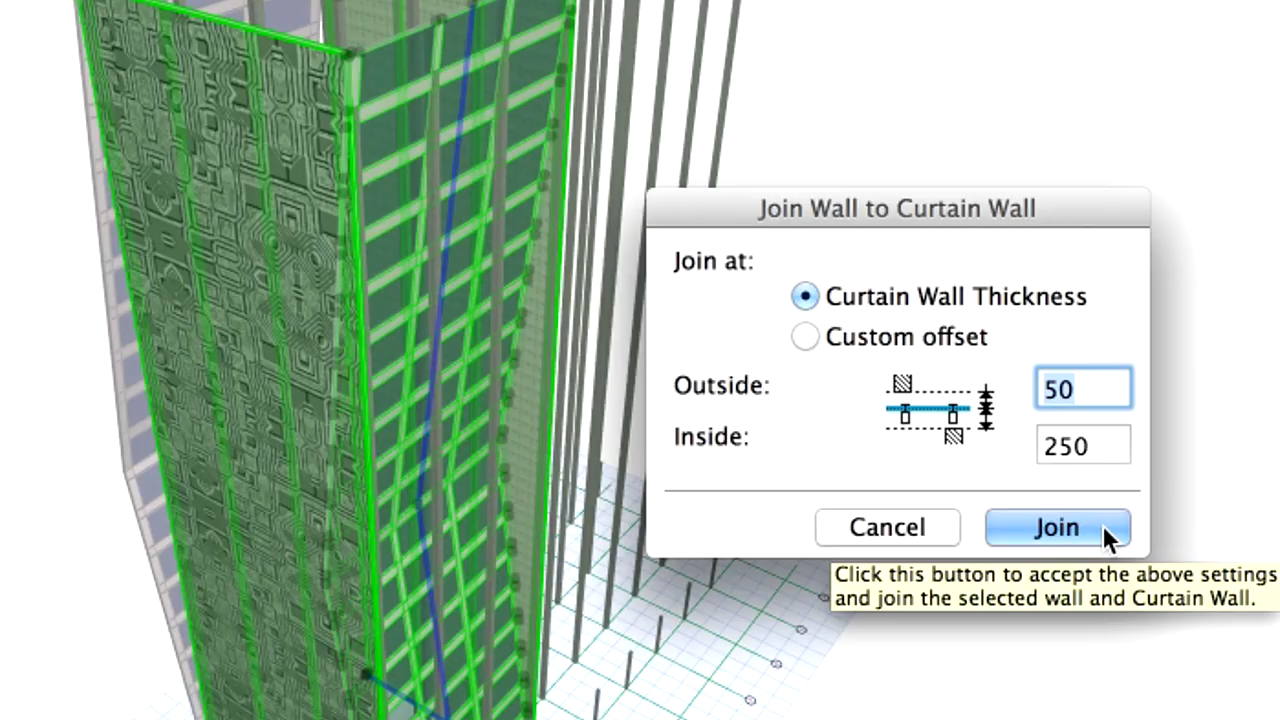 Join Wall to Curtain Wall
Join at:
Curtain Wall Thickness
Custom offset
Outside:
50
Inside:
250
Cancel
Join
Click this button to accept the above settings
and join the selected wall and Curtain Wall.